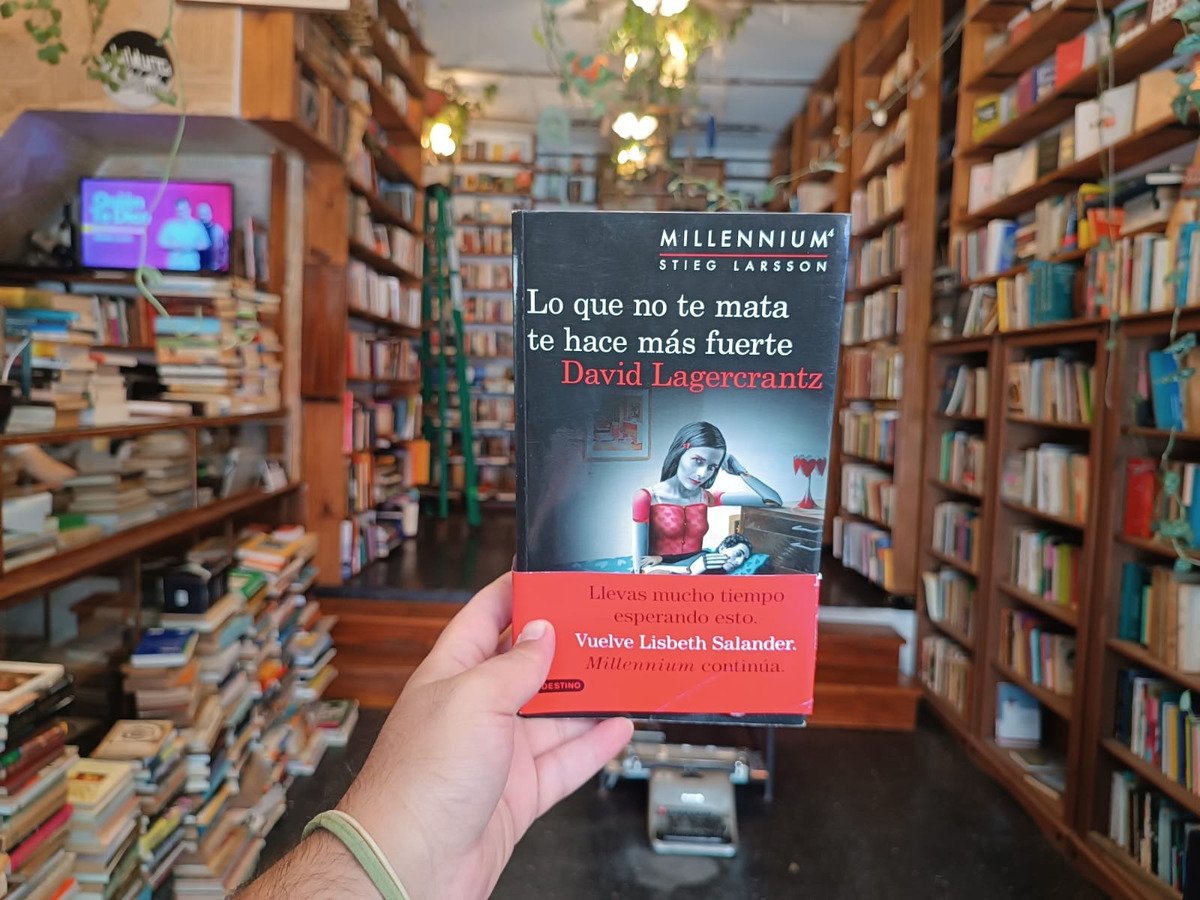 MILLENNIUM4
STIEG LARSSON
Lo que no te mata
te hace más fuerte
David Lagercrantz
Llevas mucho tiempo
esperando esto.
Vuelve Lisbeth Salander.
Millennium continúa.
DESTINO